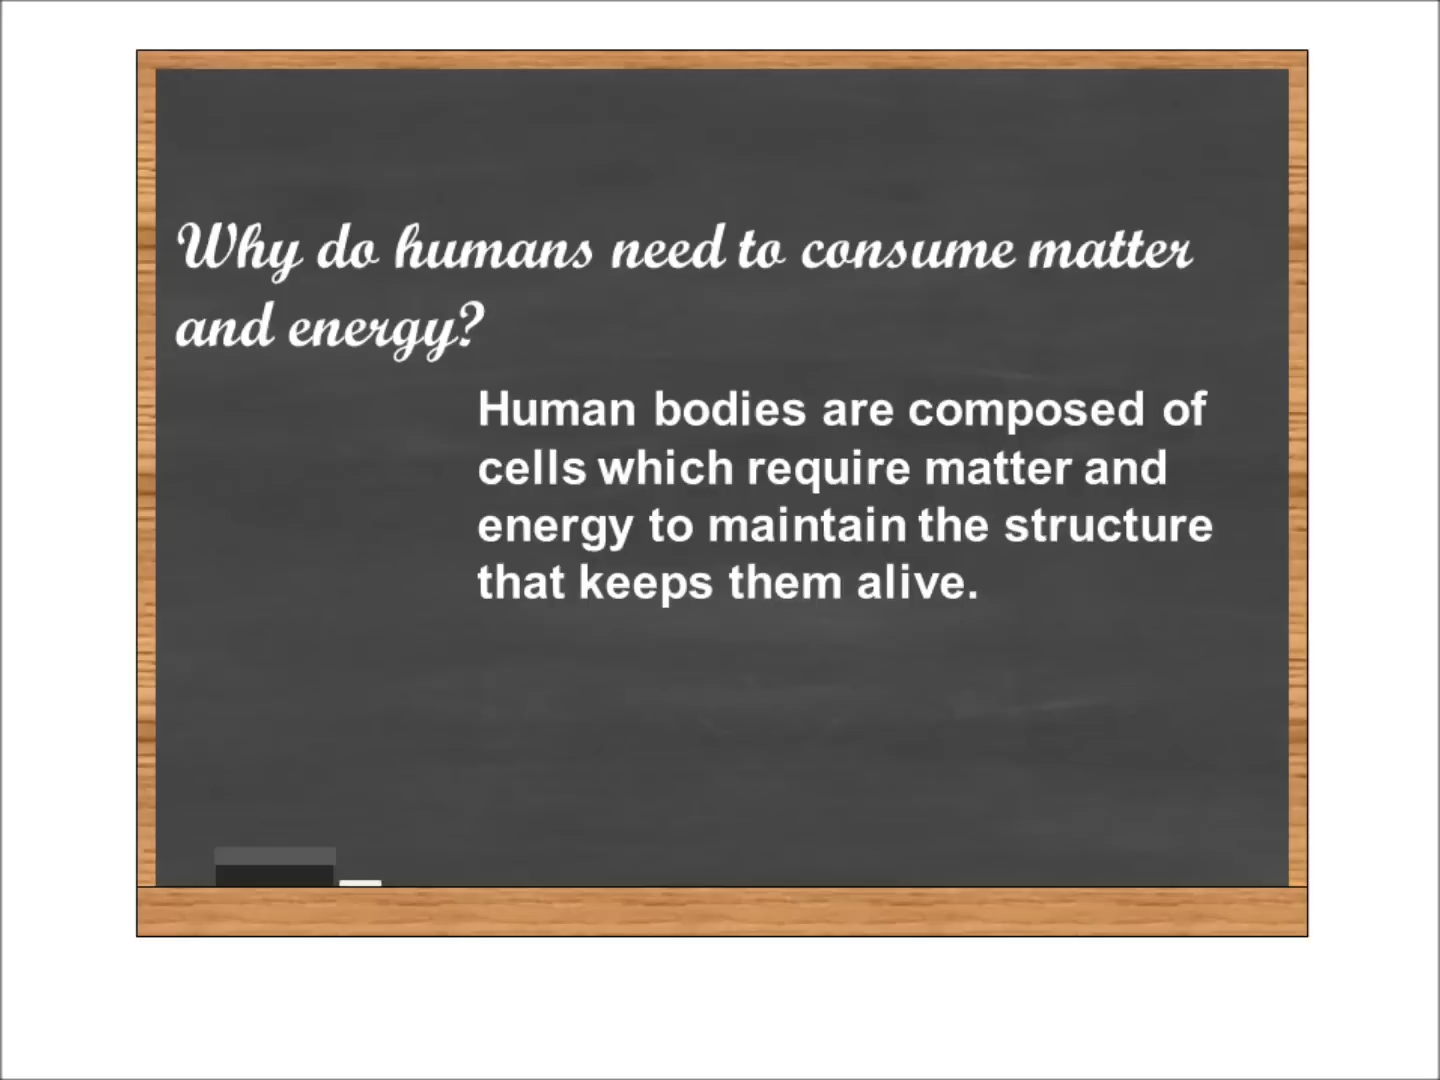 Why do humans need to consume matter
and energy?
Human bodies are composed of
cells which require matter and
energy to maintain the structure
that keeps them alive.